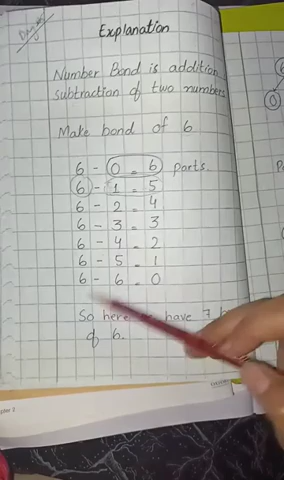 Explanation
Number Bond is addition
subtraction of two numbers
Make bond of 6
6 - 0 = 6 parts.
6 - 1 = 5
6 - 2 = 4
6 - 3 = 3
6 - 4 = 2
6 - 5 = 1
6 - 6 = 0
So here have 7
of 6.